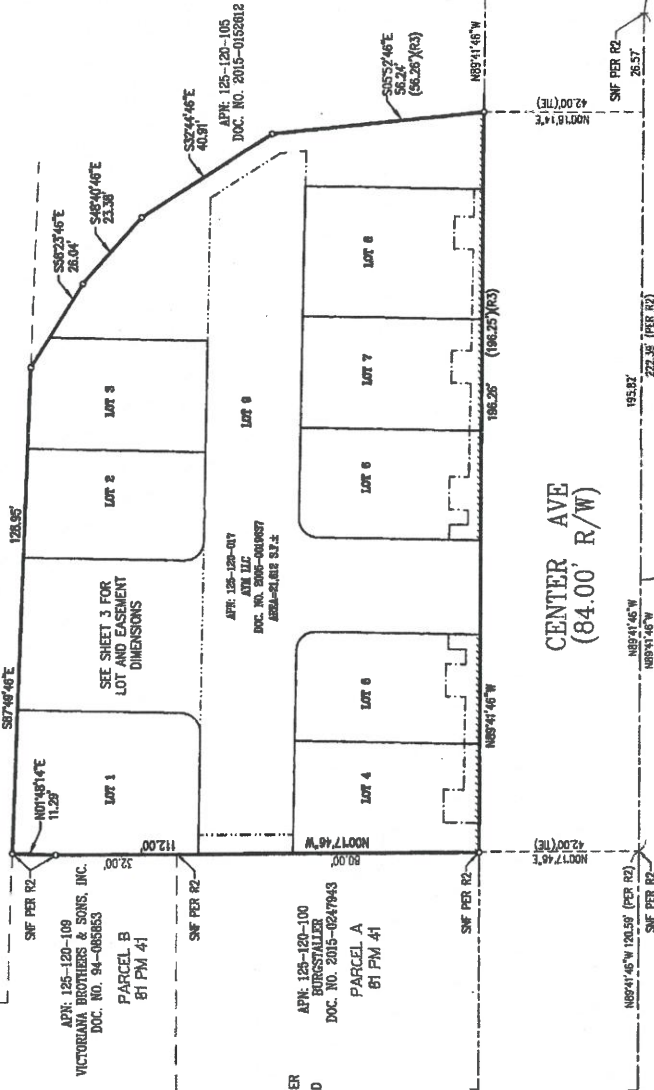 S87°49'46"E
128.95'
N01°48'14"E
11.29'
S56°23'46"E
26.04'
S48°40'46"E
23.38'
S32°44'46"E
40.91'
APN: 125-120-105
DOC. NO. 2015-0152612
S05°52'46"E
56.24'
(56.26')(R3)
N89°41'46"W
SNF PER R2
APN: 125-120-109
VICTORIANA BROTHERS & SONS, INC.
DOC. NO. 94-085853
PARCEL B
81 PM 41
32.00'
112.00'
SNF PER R2
LOT 1
SEE SHEET 3 FOR
LOT AND EASEMENT
DIMENSIONS
LOT 2
LOT 3
APN: 125-120-017
ATM LLC
AREA=21,612 S.F.±
LOT 9
APN: 125-120-100
BURGSTALLER
DOC. NO. 2015-0247943
PARCEL A
81 PM 41
80.00'
N00°17'46"W
LOT 4
LOT 5
LOT 6
LOT 7
LOT 8
SNF PER R2
N89°41'46"W
196.26'
(196.25')(R3)
ER
D
N00°17'46"E
42.00'(TIE)
CENTER AVE
(84.00' R/W)
N00°18'14"E
42.00'(TIE)
SNF PER R2
26.57'
N89°41'46"W 120.59' (PER R2)
SNF PER R2
N89°41'46"W
195.82'
N89°41'46"W
222.39' (PER R2)